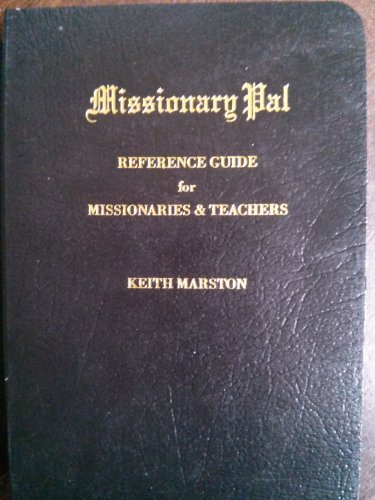 Missionary Pal
REFERENCE GUIDE
for
MISSIONARIES & TEACHERS
KEITH MARSTON